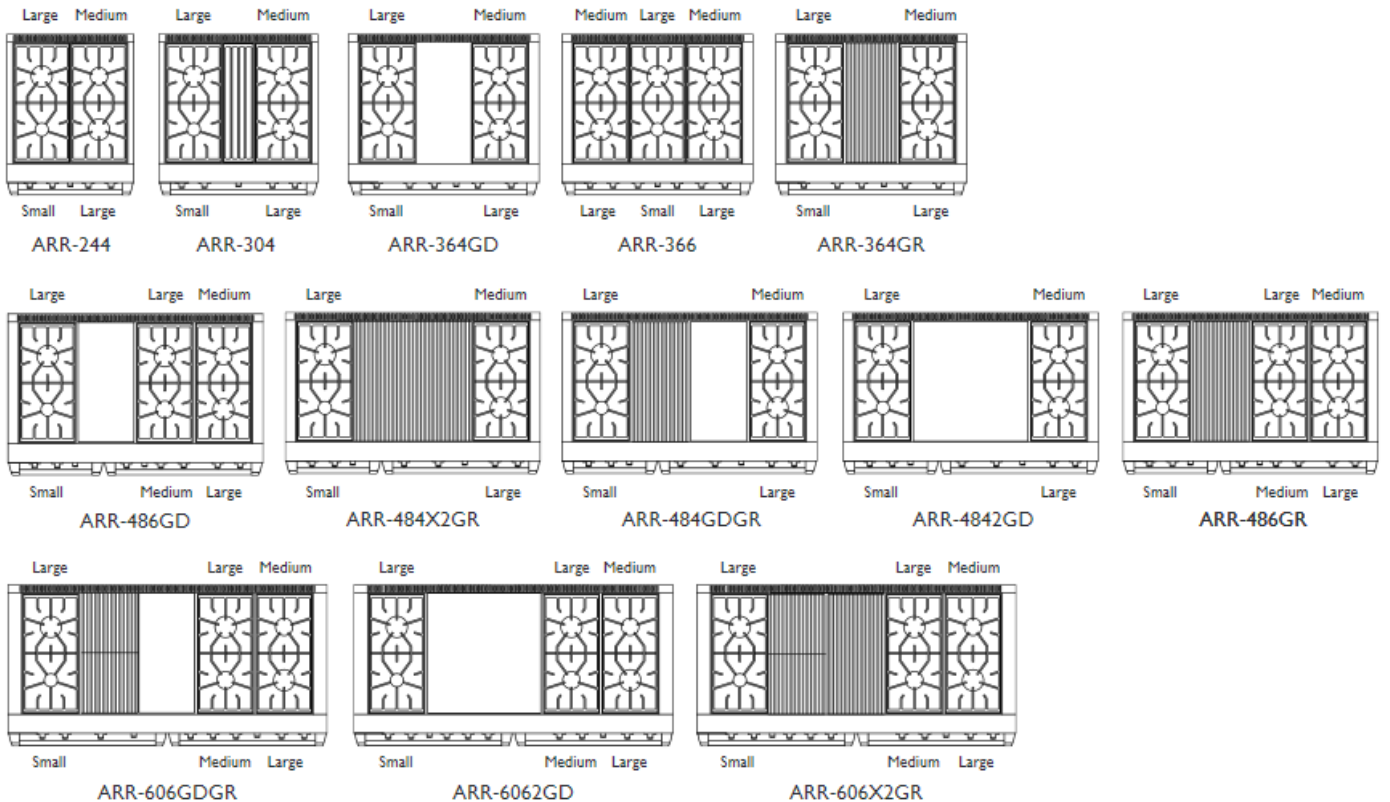 Large Medium Large Medium Large Medium Medium Large Medium Large Medium
Small Large Small Large Small Large Large Small Large Small Large
ARR-244 ARR-304 ARR-364GD ARR-366 ARR-364GR
Large Large Medium Large Medium Large Medium Large Medium Large Large Medium
Small Medium Large Small Large Small Large Small Large Small Medium Large
ARR-486GD ARR-484X2GR ARR-484GDGR ARR-4842GD ARR-486GR
Large Large Medium Large Large Medium Large Large Medium
Small Medium Large Small Medium Large Small Medium Large
ARR-606GDGR ARR-6062GD ARR-606X2GR